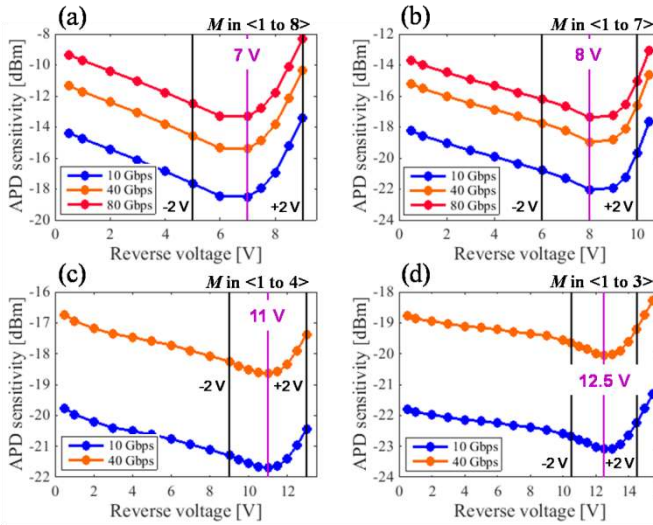 (a) M in <1 to 8>
-8
-10
-12
-14
-16
-18
-20
0 2 4 6 8
APD sensitivity [dBm]
Reverse voltage [V]
7 V
-2 V
+2 V
10 Gbps
40 Gbps
80 Gbps
(b) M in <1 to 7>
-12
-14
-16
-18
-20
-22
-24
0 2 4 6 8 10
APD sensitivity [dBm]
Reverse voltage [V]
8 V
-2 V
+2 V
10 Gbps
40 Gbps
80 Gbps
(c) M in <1 to 4>
-16
-17
-18
-19
-20
-21
-22
0 2 4 6 8 10 12
APD sensitivity [dBm]
Reverse voltage [V]
11 V
-2 V
+2 V
10 Gbps
40 Gbps
(d) M in <1 to 3>
-18
-19
-20
-21
-22
-23
-24
0 2 4 6 8 10 12 14
APD sensitivity [dBm]
Reverse voltage [V]
12.5 V
-2 V
+2 V
10 Gbps
40 Gbps